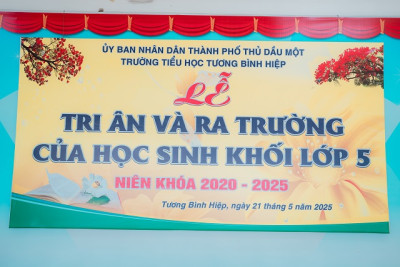 ỦY BAN NHÂN DÂN THÀNH PHỐ THỦ DẦU MỘT
TRƯỜNG TIỂU HỌC TƯƠNG BÌNH HIỆP
LỄ
TRI ÂN VÀ RA TRƯỜNG
CỦA HỌC SINH KHỐI LỚP 5
NIÊN KHÓA 2020 - 2025
Tương Bình Hiệp, ngày 21 tháng 5 năm 2025